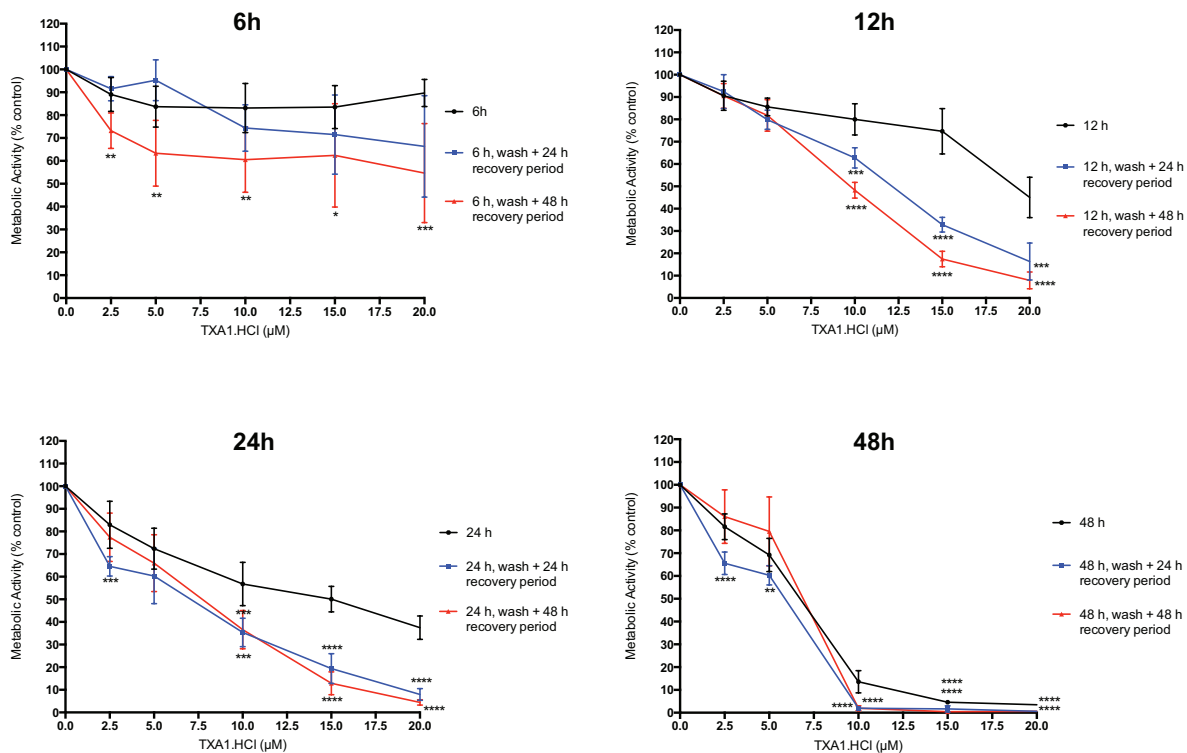 6h
120
110
100
90
80
70
60
50
40
30
20
10
0
Metabolic Activity (% control)
**
**
**
*
***
0.0 2.5 5.0 7.5 10.0 12.5 15.0 17.5 20.0
TXA1.HCl (µM)
6h
6 h, wash + 24 h
recovery period
6 h, wash + 48 h
recovery period
12h
120
110
100
90
80
70
60
50
40
30
20
10
0
Metabolic Activity (% control)
***
****
****
****
***
****
0.0 2.5 5.0 7.5 10.0 12.5 15.0 17.5 20.0
TXA1.HCl (µM)
12 h
12 h, wash + 24 h
recovery period
12 h, wash + 48 h
recovery period
24h
120
110
100
90
80
70
60
50
40
30
20
10
0
Metabolic Activity (% control)
***
***
***
****
****
****
****
0.0 2.5 5.0 7.5 10.0 12.5 15.0 17.5 20.0
TXA1.HCl (µM)
24 h
24 h, wash + 24 h
recovery period
24 h, wash + 48 h
recovery period
48h
120
110
100
90
80
70
60
50
40
30
20
10
0
Metabolic Activity (% control)
****
**
**** ****
****
****
****
****
0.0 2.5 5.0 7.5 10.0 12.5 15.0 17.5 20.0
TXA1.HCl (µM)
48 h
48 h, wash + 24 h
recovery period
48 h, wash + 48 h
recovery period